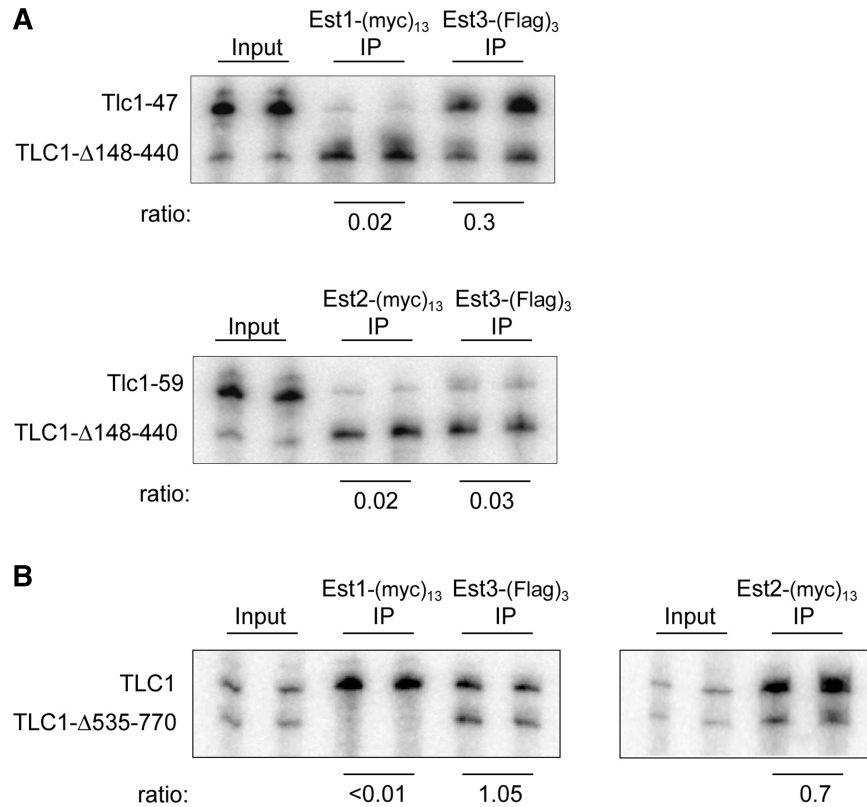 A
Input Est1-(myc)₁₃ IP Est3-(Flag)₃ IP
Tlc1-47
TLC1-Δ148-440
ratio: 0.02 0.3
Input Est2-(myc)₁₃ IP Est3-(Flag)₃ IP
Tlc1-59
TLC1-Δ148-440
ratio: 0.02 0.03
B
Input Est1-(myc)₁₃ IP Est3-(Flag)₃ IP Input Est2-(myc)₁₃ IP
TLC1
TLC1-Δ535-770
ratio: <0.01 1.05 0.7